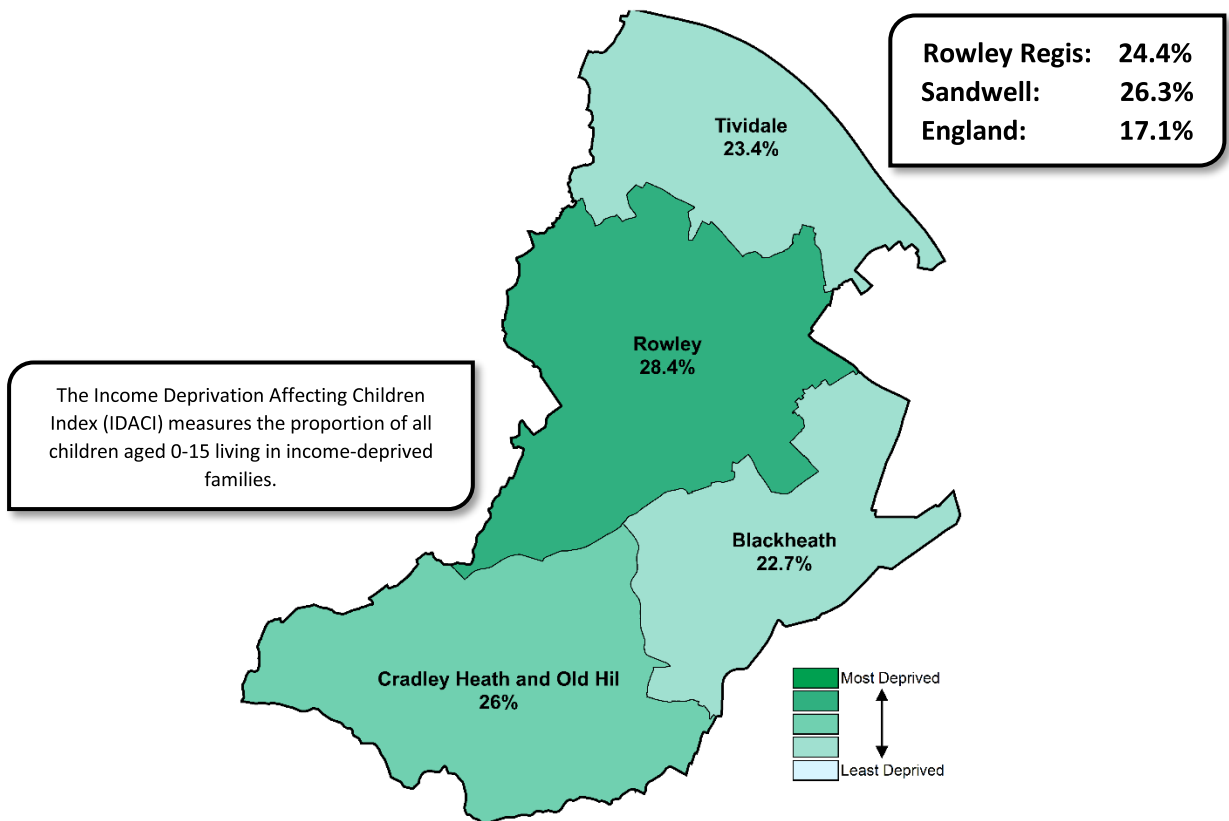 Rowley Regis: 24.4%
Sandwell: 26.3%
England: 17.1%
Tividale
23.4%
Rowley
28.4%
The Income Deprivation Affecting Children
Index (IDACI) measures the proportion of all
children aged 0-15 living in income-deprived
families.
Blackheath
22.7%
Cradley Heath and Old Hil
26%
Most Deprived
Least Deprived